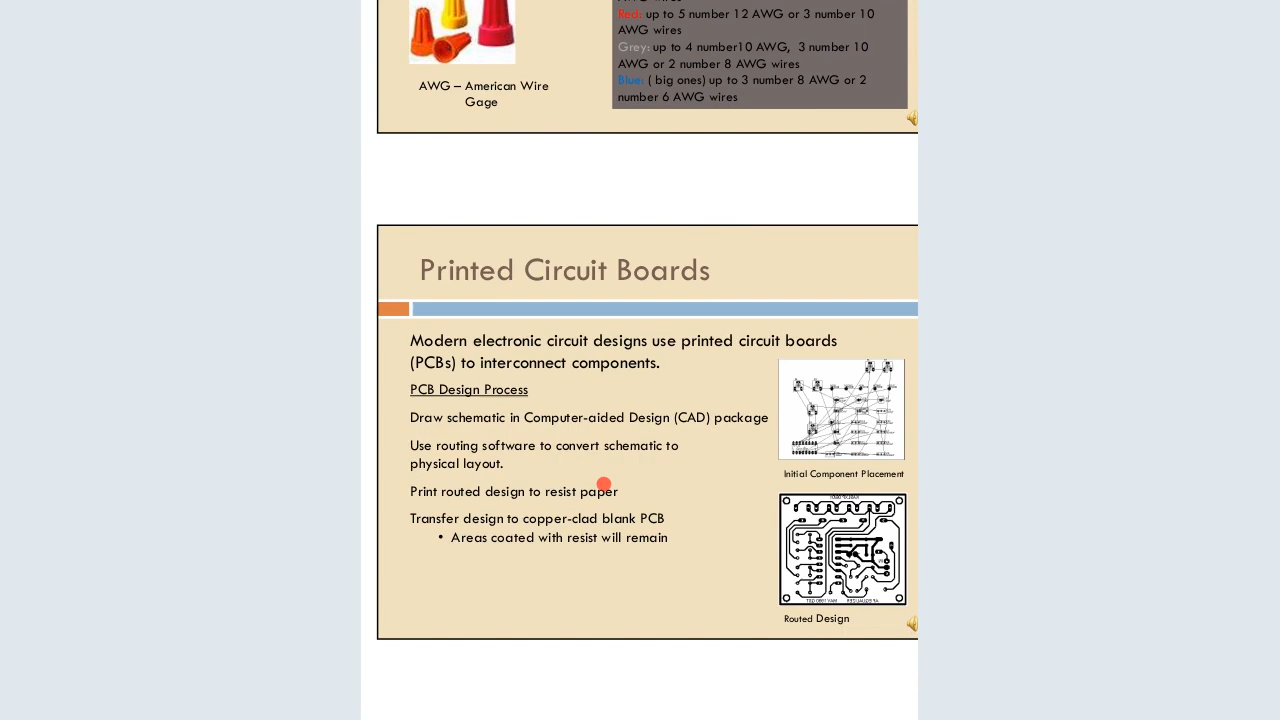 Red: up to 5 number 12 AWG or 3 number 10
AWG wires
Grey: up to 4 number10 AWG, 3 number 10
AWG or 2 number 8 AWG wires
Blue: ( big ones) up to 3 number 8 AWG or 2
number 6 AWG wires
AWG – American Wire
Gage
Printed Circuit Boards
Modern electronic circuit designs use printed circuit boards
(PCBs) to interconnect components.
PCB Design Process
Draw schematic in Computer-aided Design (CAD) package
Use routing software to convert schematic to
physical layout.
Print routed design to resist paper
Transfer design to copper-clad blank PCB
• Areas coated with resist will remain
Initial Component Placement
Routed Design